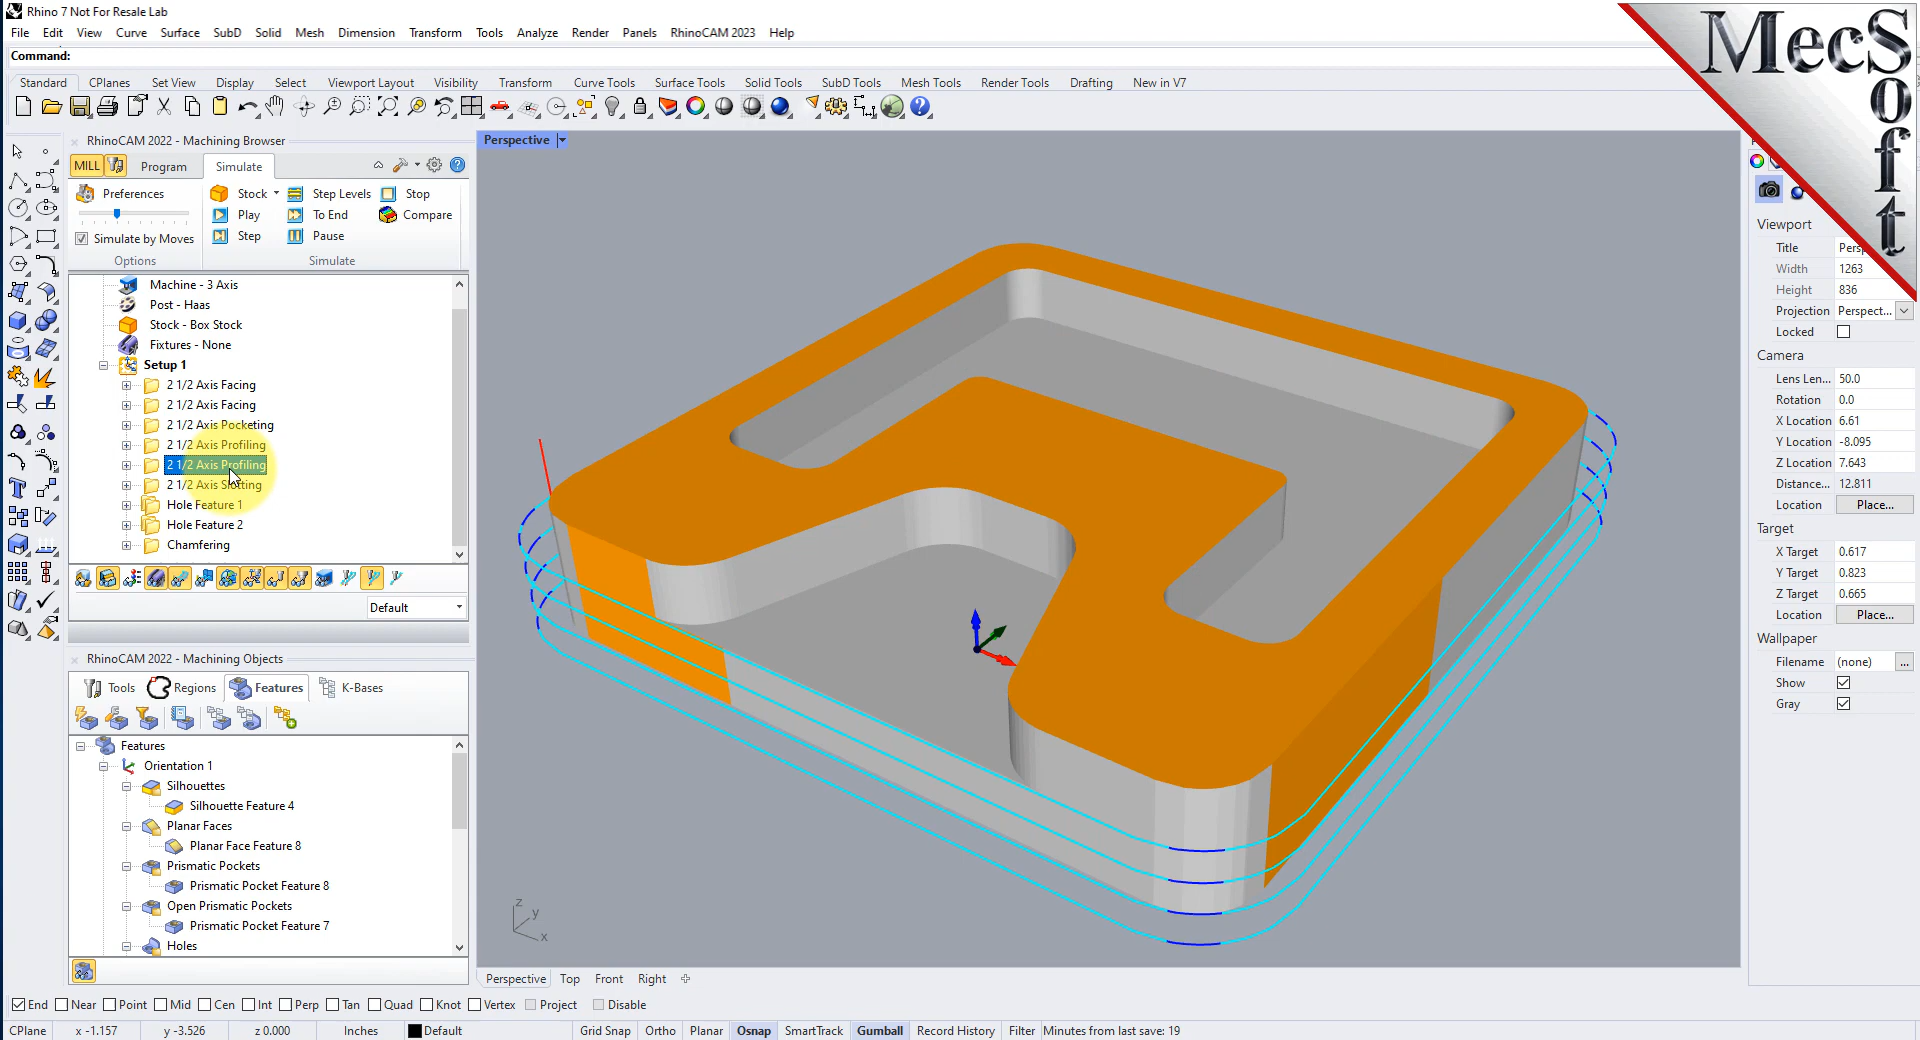 Rhino 7 Not For Resale Lab
File Edit View Curve Surface SubD Solid Mesh Dimension Transform Tools Analyze Render Panels RhinoCAM 2023 Help
Command:
Standard CPlanes Set View Display Select Viewport Layout Visibility Transform Curve Tools Surface Tools Solid Tools SubD Tools Mesh Tools Render Tools Drafting New in V7
MecSoft
RhinoCAM 2022 - Machining Browser
MILL Program Simulate
Preferences
Simulate by Moves
Options
Stock Step Levels Stop
Play To End Compare
Step Pause
Simulate
Machine - 3 Axis
Post - Haas
Stock - Box Stock
Fixtures - None
Setup 1
2 1/2 Axis Facing
2 1/2 Axis Facing
2 1/2 Axis Pocketing
2 1/2 Axis Profiling
2 1/2 Axis Profiling
2 1/2 Axis Slotting
Hole Feature 1
Hole Feature 2
Chamfering
Default
RhinoCAM 2022 - Machining Objects
Tools Regions Features K-Bases
Features
Orientation 1
Silhouettes
Silhouette Feature 4
Planar Faces
Planar Face Feature 8
Prismatic Pockets
Prismatic Pocket Feature 8
Open Prismatic Pockets
Prismatic Pocket Feature 7
Holes
Perspective
z
y
x
Perspective Top Front Right
Viewport
Title Persp
Width 1263
Height 836
Projection Perspect...
Locked
Camera
Lens Len... 50.0
Rotation 0.0
X Location 6.61
Y Location -8.095
Z Location 7.643
Distance... 12.811
Location Place...
Target
X Target 0.617
Y Target 0.823
Z Target 0.665
Location Place...
Wallpaper
Filename (none) ...
Show
Gray
End Near Point Mid Cen Int Perp Tan Quad Knot Vertex Project Disable
CPlane x -1.157 y -3.526 z 0.000 Inches Default Grid Snap Ortho Planar Osnap SmartTrack Gumball Record History Filter Minutes from last save: 19